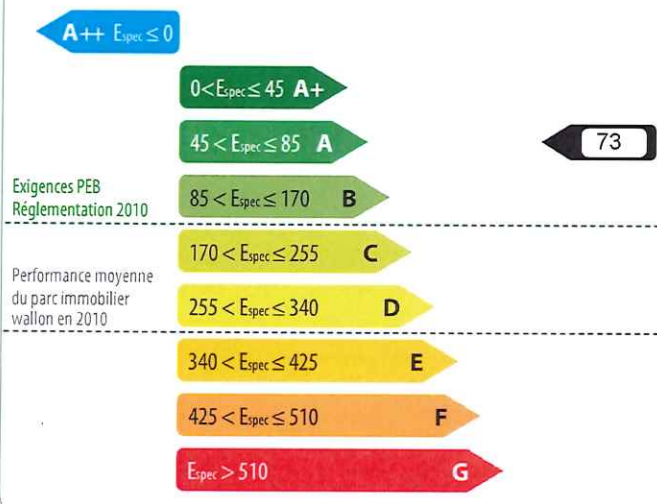 A++ Espec ≤ 0
0<Espec ≤ 45 A+
45 < Espec ≤ 85 A
73
Exigences PEB
Réglementation 2010
85 < Espec ≤ 170 B
170 < Espec ≤ 255 C
Performance moyenne
du parc immobilier
wallon en 2010
255 < Espec ≤ 340 D
340 < Espec ≤ 425 E
425 < Espec ≤ 510 F
Espec > 510 G